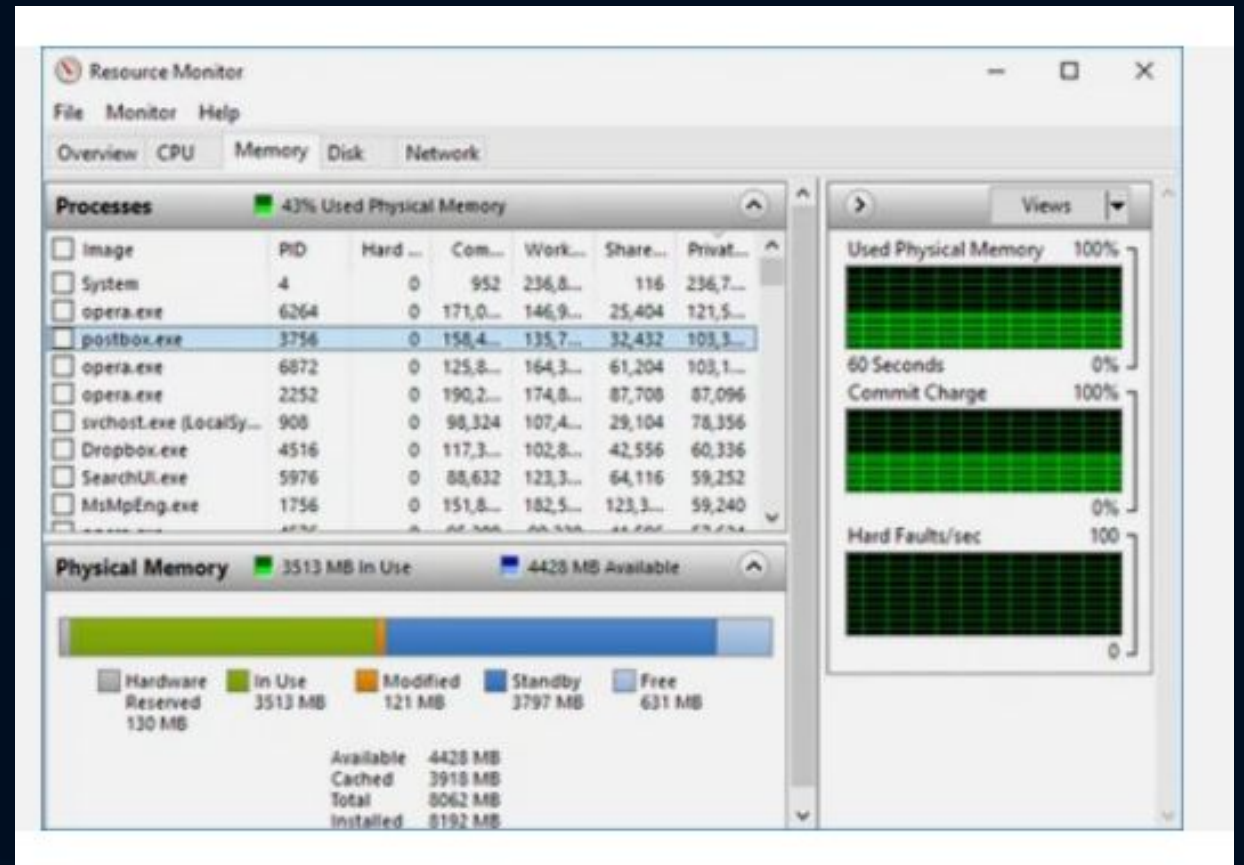 Resource Monitor
File Monitor Help
Overview CPU Memory Disk Network
Processes 43% Used Physical Memory
Image PID Hard ... Com... Work... Share... Privat...
System 4 0 952 236,8... 116 236,7...
opera.exe 6264 0 171,0... 146,9... 25,404 121,5...
postbox.exe 3756 0 158,4... 135,7... 32,432 103,3...
opera.exe 6872 0 125,8... 164,3... 61,204 103,1...
opera.exe 2252 0 190,2... 174,8... 87,708 87,096
svchost.exe (LocalSy... 908 0 98,324 107,4... 29,104 78,356
Dropbox.exe 4516 0 117,3... 102,8... 42,556 60,336
SearchUI.exe 5976 0 88,632 123,3... 64,116 59,252
MsMpEng.exe 1756 0 151,8... 182,5... 123,3... 59,240
Physical Memory 3513 MB In Use 4428 MB Available
Hardware Reserved 130 MB
In Use 3513 MB
Modified 121 MB
Standby 3797 MB
Free 631 MB
Available 4428 MB
Cached 3918 MB
Total 8062 MB
Installed 8192 MB
Views
Used Physical Memory 100%
60 Seconds 0%
Commit Charge 100%
0%
Hard Faults/sec 100
0